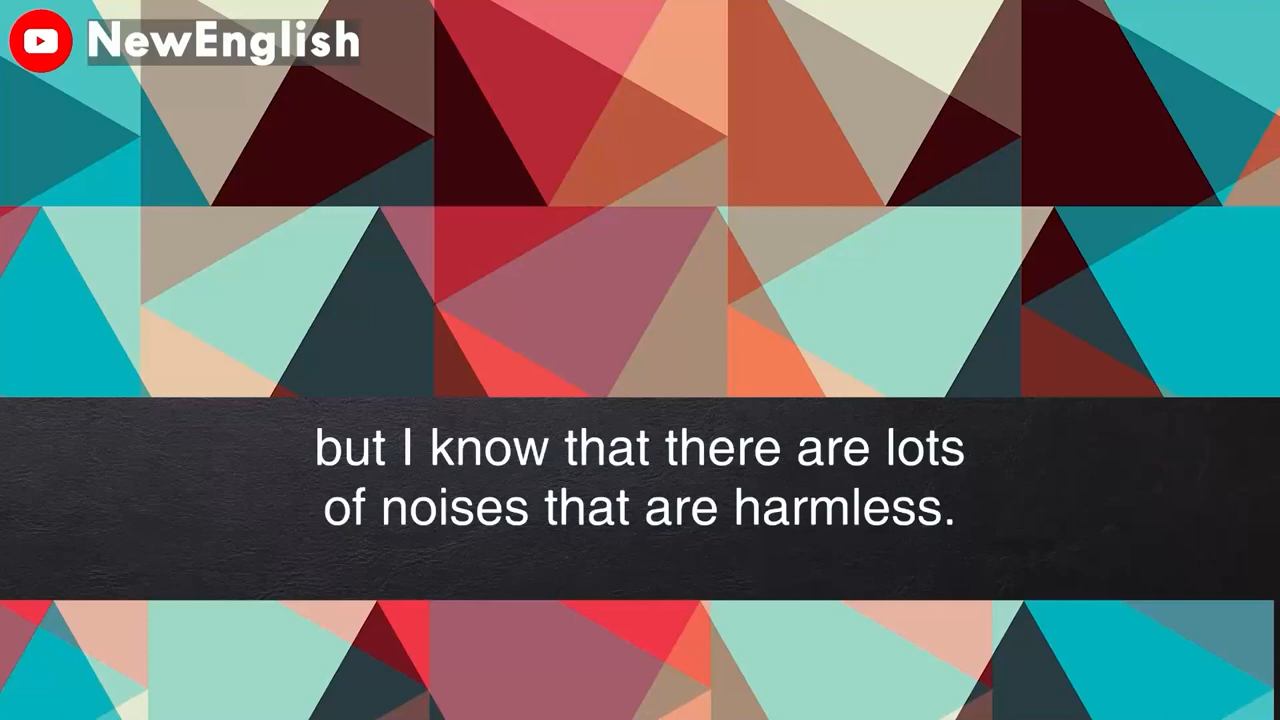 NewEnglish
but I know that there are lots
of noises that are harmless.